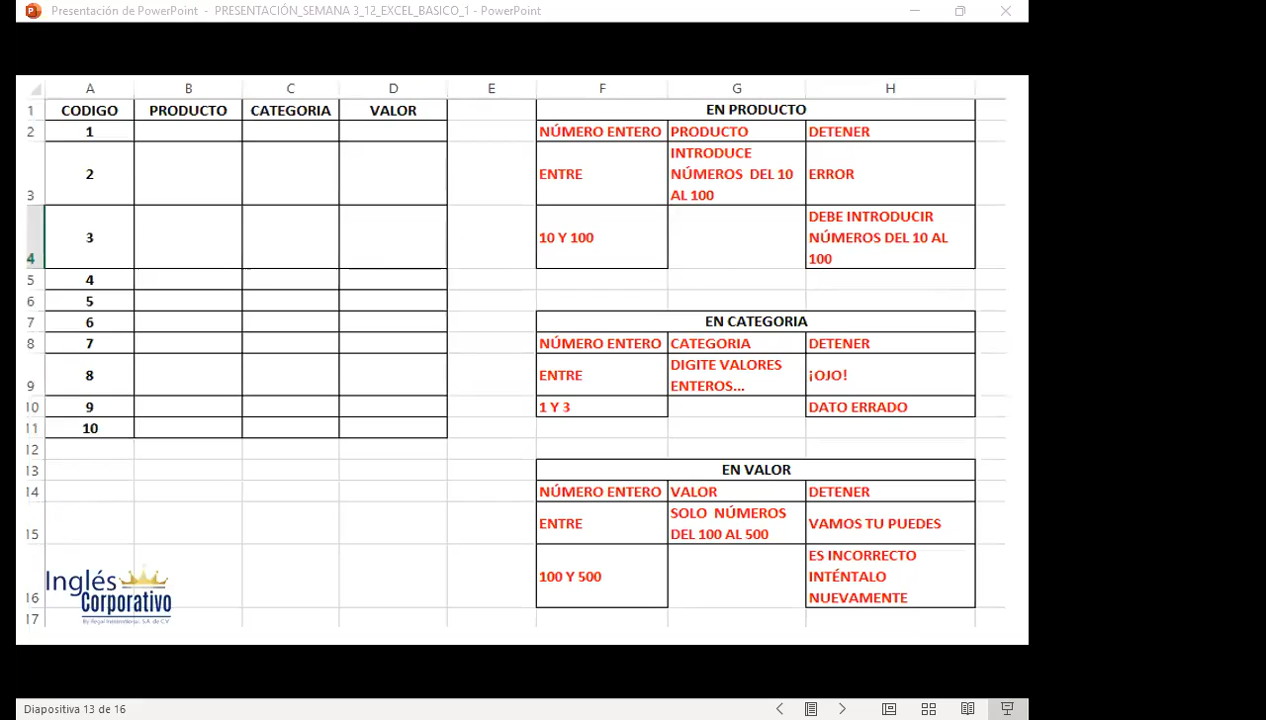 Presentación de PowerPoint - PRESENTACIÓN_SEMANA 3_12_EXCEL_BASICO_1 - PowerPoint
A B C D E F G H
1 CODIGO PRODUCTO CATEGORIA VALOR EN PRODUCTO
2 1 NÚMERO ENTERO PRODUCTO DETENER
INTRODUCE
2 ENTRE NÚMEROS DEL 10 ERROR
3 AL 100
DEBE INTRODUCIR
3 10 Y 100 NÚMEROS DEL 10 AL
4 100
5 4
6 5
7 6 EN CATEGORIA
8 7 NÚMERO ENTERO CATEGORIA DETENER
DIGITE VALORES
8 ENTRE ¡OJO!
9 ENTEROS...
10 9 1 Y 3 DATO ERRADO
11 10
12
13 EN VALOR
14 NÚMERO ENTERO VALOR DETENER
SOLO NÚMEROS
ENTRE VAMOS TU PUEDES
15 DEL 100 AL 500
ES INCORRECTO
100 Y 500 INTÉNTALO
16 NUEVAMENTE
17
Inglés
Corporativo
Diapositiva 13 de 16